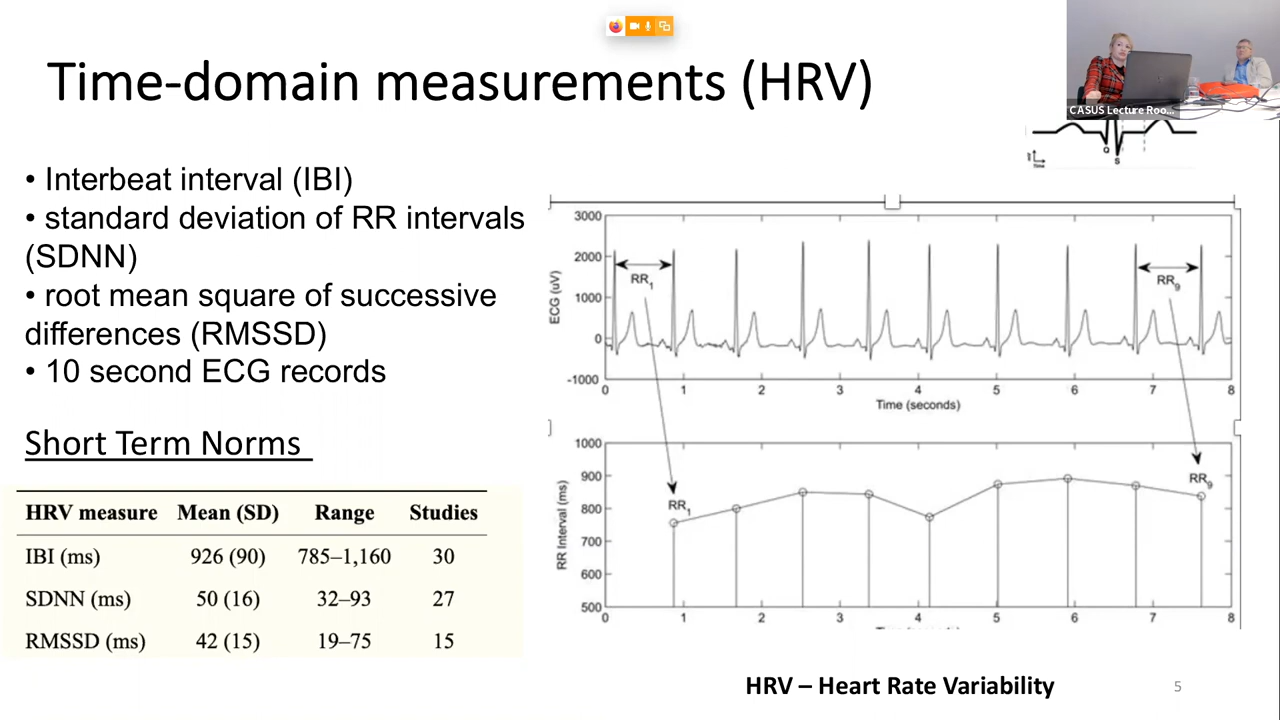 Time-domain measurements (HRV)
CASUS Lecture Roo...
Q
S
Time
• Interbeat interval (IBI)
• standard deviation of RR intervals
(SDNN)
• root mean square of successive
differences (RMSSD)
• 10 second ECG records
Short Term Norms
HRV measure Mean (SD) Range Studies
IBI (ms) 926 (90) 785–1,160 30
SDNN (ms) 50 (16) 32–93 27
RMSSD (ms) 42 (15) 19–75 15
ECG (uV)
3000
2000
1000
0
-1000
RR1
RR9
0 1 2 3 4 5 6 7 8
Time (seconds)
RR Interval (ms)
1000
900
800
700
600
500
RR1
RR9
0 1 2 3 4 5 6 7 8
HRV – Heart Rate Variability
5